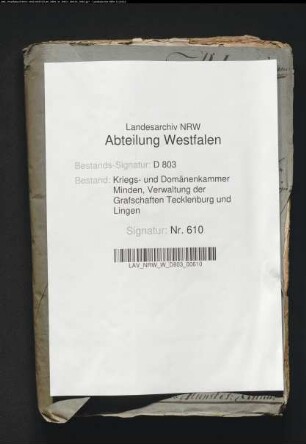 Landesarchiv NRW
Abteilung Westfalen
Bestands-Signatur: D 803
Bestand: Kriegs- und Domänenkammer
Minden, Verwaltung der
Grafschaften Tecklenburg und
Lingen
Signatur: Nr. 610
LAV_NRW_W_D803_00610